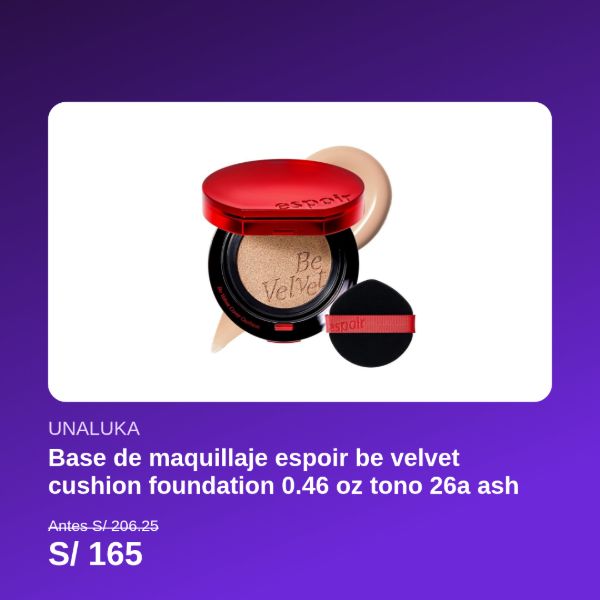 espoir
Be
Velvet
espoir
UNALUKA
Base de maquillaje espoir be velvet
cushion foundation 0.46 oz tono 26a ash
Antes S/ 206.25
S/ 165